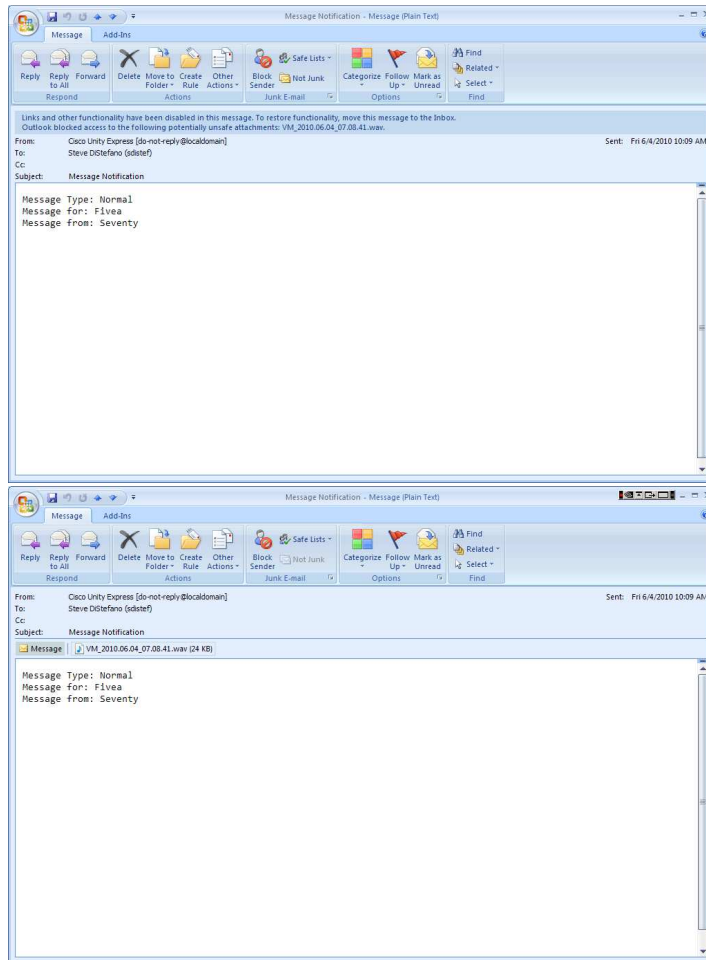 Message Notification - Message (Plain Text)
Message Add-Ins
Reply Reply to All Forward Delete Move to Folder Create Rule Other Actions Block Sender Safe Lists Not Junk Categorize Follow Up Mark as Unread Find Related Select
Respond Actions Junk E-mail Options Find
Links and other functionality have been disabled in this message. To restore functionality, move this message to the Inbox.
Outlook blocked access to the following potentially unsafe attachments: VM_2010.06.04_07.08.41.wav.
From: Cisco Unity Express [do-not-reply@localdomain] Sent: Fri 6/4/2010 10:09 AM
To: Steve DiStefano (sdistef)
Cc:
Subject: Message Notification
Message Type: Normal
Message for: Fivea
Message from: Seventy
Message Notification - Message (Plain Text)
Message Add-Ins
Reply Reply to All Forward Delete Move to Folder Create Rule Other Actions Block Sender Safe Lists Not Junk Categorize Follow Up Mark as Unread Find Related Select
Respond Actions Junk E-mail Options Find
From: Cisco Unity Express [do-not-reply@localdomain] Sent: Fri 6/4/2010 10:09 AM
To: Steve DiStefano (sdistef)
Cc:
Subject: Message Notification
Message VM_2010.06.04_07.08.41.wav (24 KB)
Message Type: Normal
Message for: Fivea
Message from: Seventy